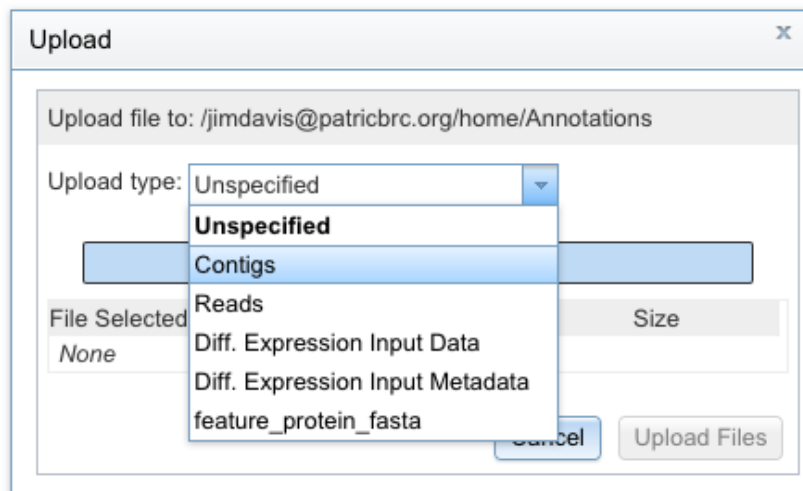 Upload x
Upload file to: /jimdavis@patricbrc.org/home/Annotations
Upload type: Unspecified
Unspecified
Contigs
Reads
Diff. Expression Input Data
Diff. Expression Input Metadata
feature_protein_fasta
File Selected Size
None
Cancel Upload Files